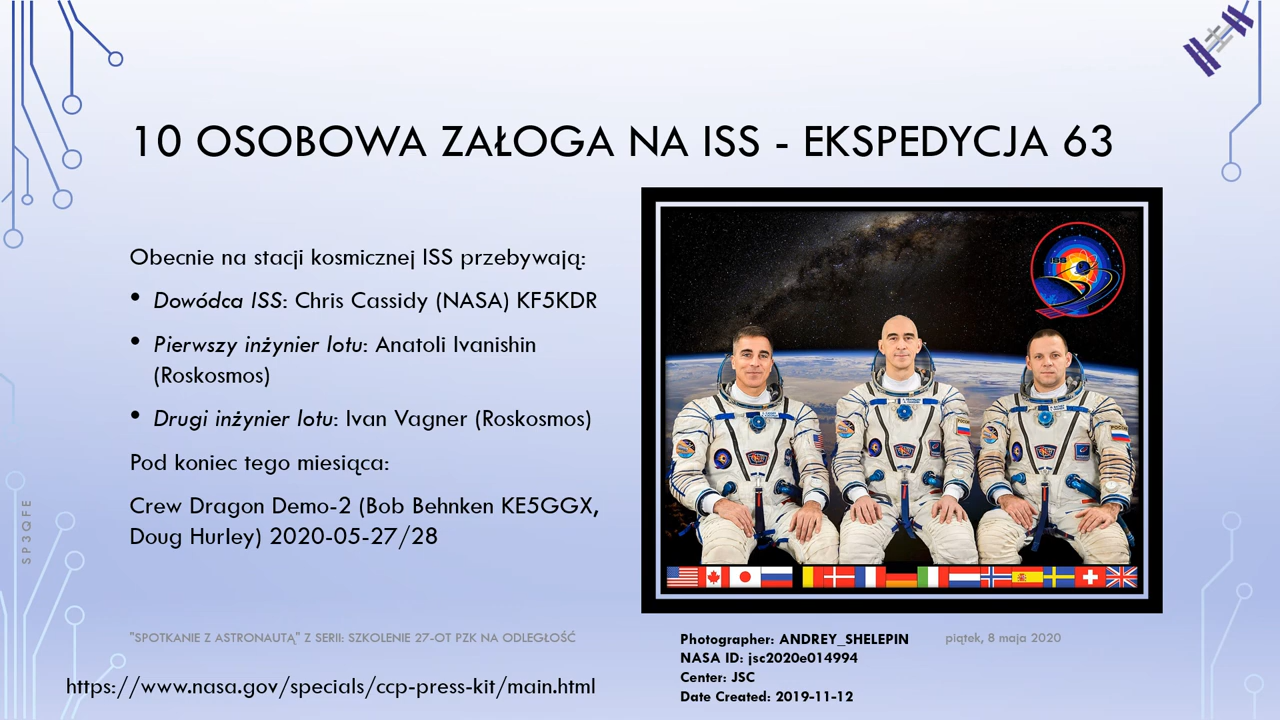 10 OSOBOWA ZAŁOGA NA ISS - EKSPEDYCJA 63
Obecnie na stacji kosmicznej ISS przebywają:
• Dowódca ISS: Chris Cassidy (NASA) KF5KDR
• Pierwszy inżynier lotu: Anatoli Ivanishin
(Roskosmos)
• Drugi inżynier lotu: Ivan Vagner (Roskosmos)
Pod koniec tego miesiąca:
Crew Dragon Demo-2 (Bob Behnken KE5GGX,
Doug Hurley) 2020-05-27/28
ISS
SP3QFE
"SPOTKANIE Z ASTRONAUTĄ" Z SERII: SZKOLENIE 27-OT PZK NA ODLEGŁOŚĆ
https://www.nasa.gov/specials/ccp-press-kit/main.html
Photographer: ANDREY_SHELEPIN
NASA ID: jsc2020e014994
Center: JSC
Date Created: 2019-11-12
piątek, 8 maja 2020